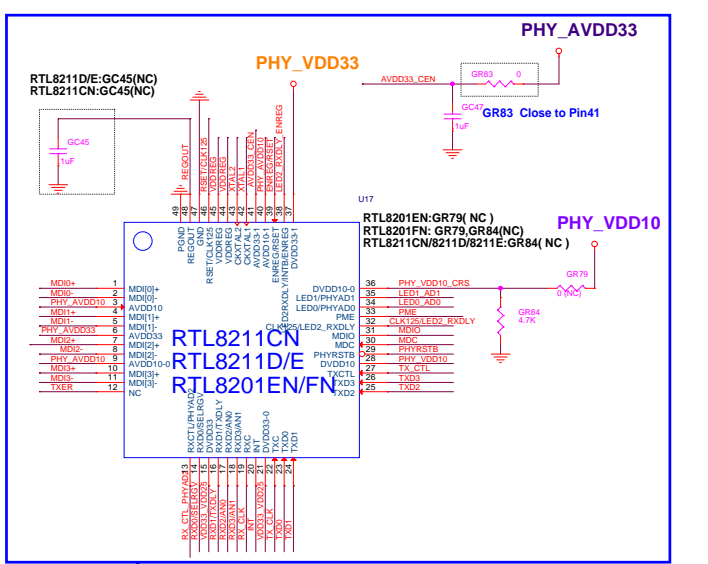 PHY_AVDD33
PHY_VDD33
RTL8211D/E:GC45(NC)
RTL8211CN:GC45(NC)
AVDD33_CEN
GR83 0
GC45
.1uF
GC47
.1uF
GR83 Close to Pin41
REGOUT
RSET/CLK125
VDDREG
VDDREG
XTAL2
XTAL1
AVDD33_CEN
PHY_AVDD10
ENREG/RSET
LED2_RXDLY_ENREG
U17
RTL8201EN:GR79( NC )
RTL8201FN: GR79,GR84(NC)
RTL8211CN/8211D/8211E:GR84( NC )
PHY_VDD10
49 48 47 46 45 44 43 42 41 40 39 38 37
PGND
REGOUT
GND
RSET/CLK125
VDDREG
VDDREG
CKXTAL2
CKXTAL1
AVDD33-1
AVDD10-1
ENREG/RSET
LED2RXDLY/INTB/ENREG
DVDD33-1
GR79
0 (NC)
GR84
4.7K
MDI0+ 1 MDI[0]+
MDI0- 2 MDI[0]-
PHY_AVDD10 3 AVDD10
MDI1+ 4 MDI[1]+
MDI1- 5 MDI[1]-
PHY_AVDD33 6 AVDD33
MDI2+ 7 MDI[2]+
MDI2- 8 MDI[2]-
PHY_AVDD10 9 AVDD10-0
MDI3+ 10 MDI[3]+
MDI3- 11 MDI[3]-
TXER 12 NC
RTL8211CN
RTL8211D/E
RTL8201EN/FN
DVDD10-0 36 PHY_VDD10_CRS
LED1/PHYAD1 35 LED1_AD1
LED0/PHYAD0 34 LED0_AD0
PME 33 PME
CLK125/LED2_RXDLY 32 CLK125/LED2_RXDLY
MDIO 31 MDIO
MDC 30 MDC
PHYRSTB 29 PHYRSTB
DVDD10 28 PHY_VDD10
TXCTL 27 TX_CTL
TXD3 26 TXD3
TXD2 25 TXD2
RXCTL/PHYAD2
RXD0/SELRGV
DVDD33
RXD1/TXDLY
RXD2/AN0
RXD3/AN1
RXC
INT
DVDD33-0
TXC
TXD0
TXD1
13 14 15 16 17 18 19 20 21 22 23 24
RX_CTL_PHYAD2
RXD0/SELRGV
VDD33_VDD25
RXD1/TXDLY
RXD2/AN0
RXD3/AN1
RX_CLK
INT
VDD33_VDD25
TX_CLK
TXD0
TXD1